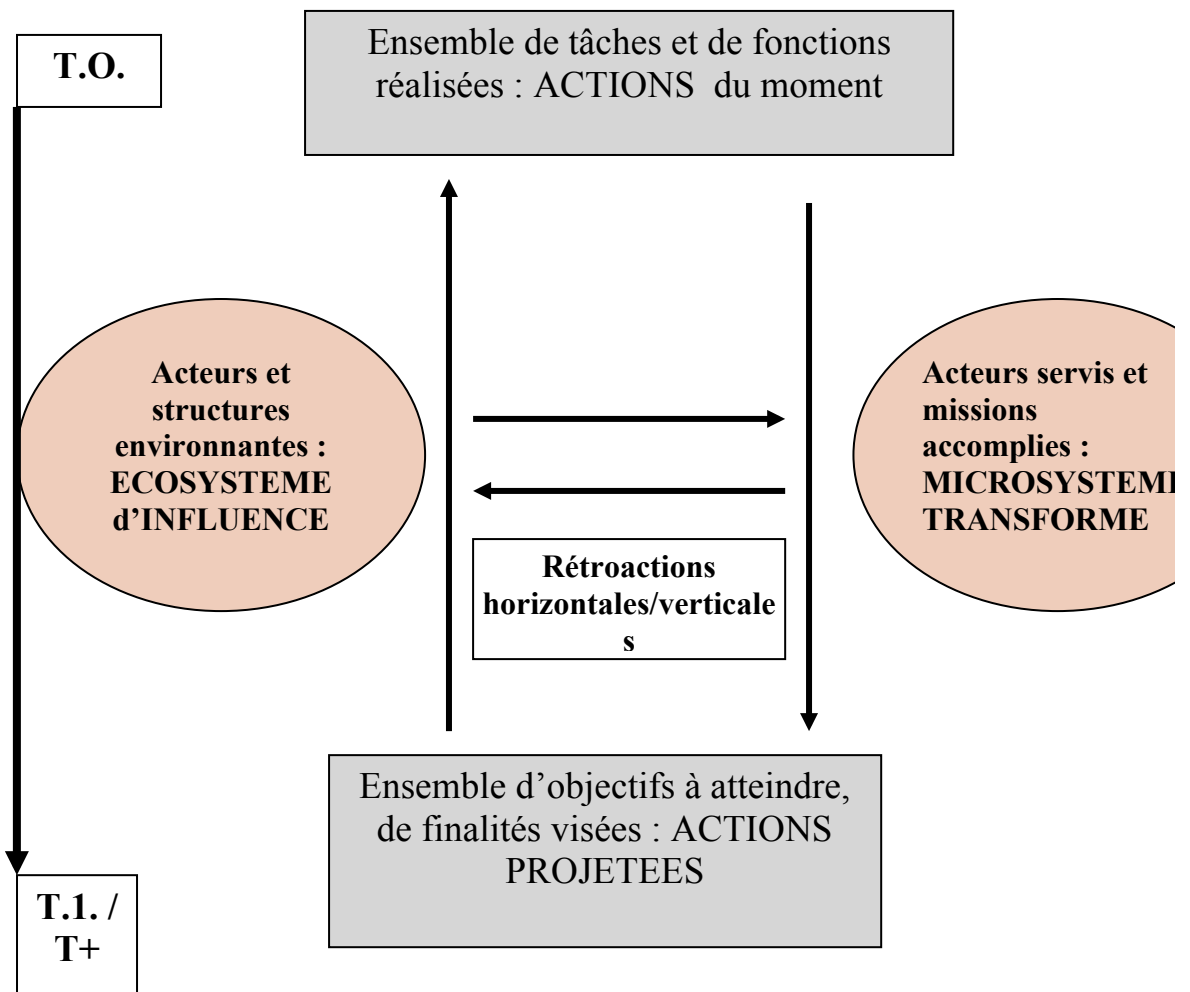 T.O.
Ensemble de tâches et de fonctions
réalisées : ACTIONS  du moment
Acteurs et
structures
environnantes :
ECOSYSTEME
d’INFLUENCE
Acteurs servis et
missions
accomplies :
MICROSYSTEME
TRANSFORME
Rétroactions
horizontales/verticale
s
Ensemble d’objectifs à atteindre,
de finalités visées : ACTIONS
PROJETEES
T.1. /
T+